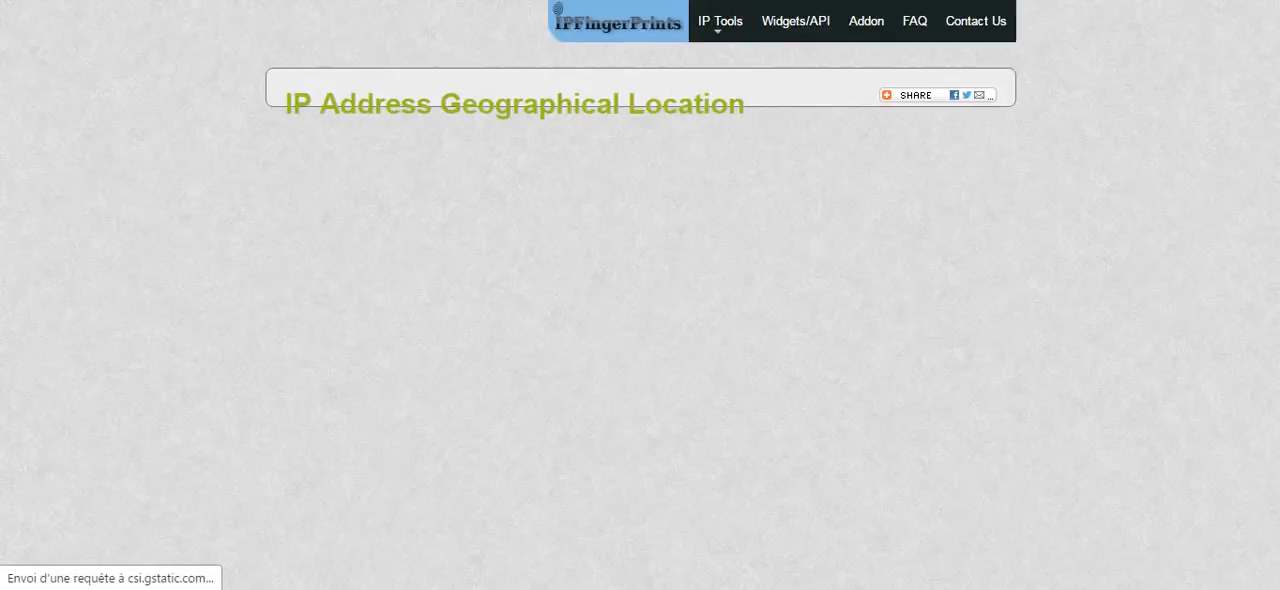 IPFingerPrints IP Tools Widgets/API Addon FAQ Contact Us
IP Address Geographical Location
SHARE ...
Envoi d'une requête à csi.gstatic.com...